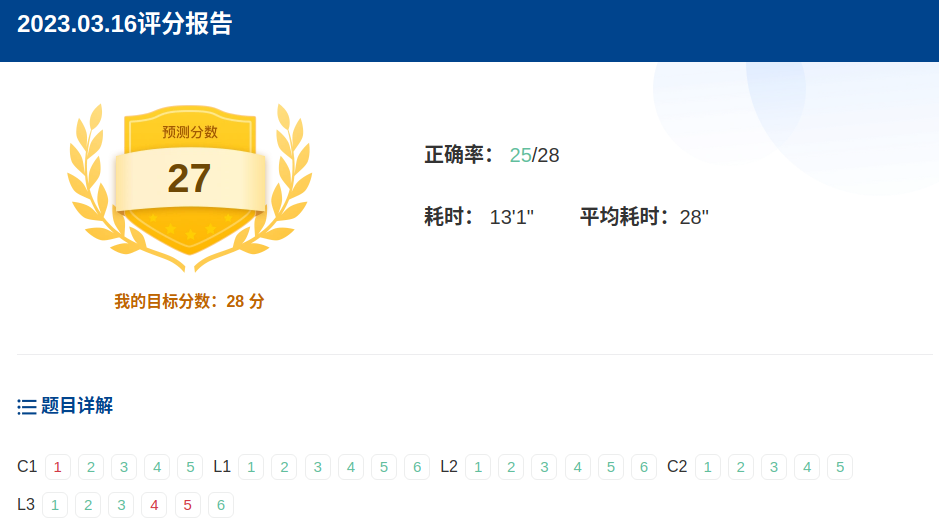 2023.03.16评分报告
预测分数
27
正确率： 25/28
耗时： 13'1" 平均耗时：28"
我的目标分数：28 分
题目详解
C1 1 2 3 4 5 L1 1 2 3 4 5 6 L2 1 2 3 4 5 6 C2 1 2 3 4 5
L3 1 2 3 4 5 6